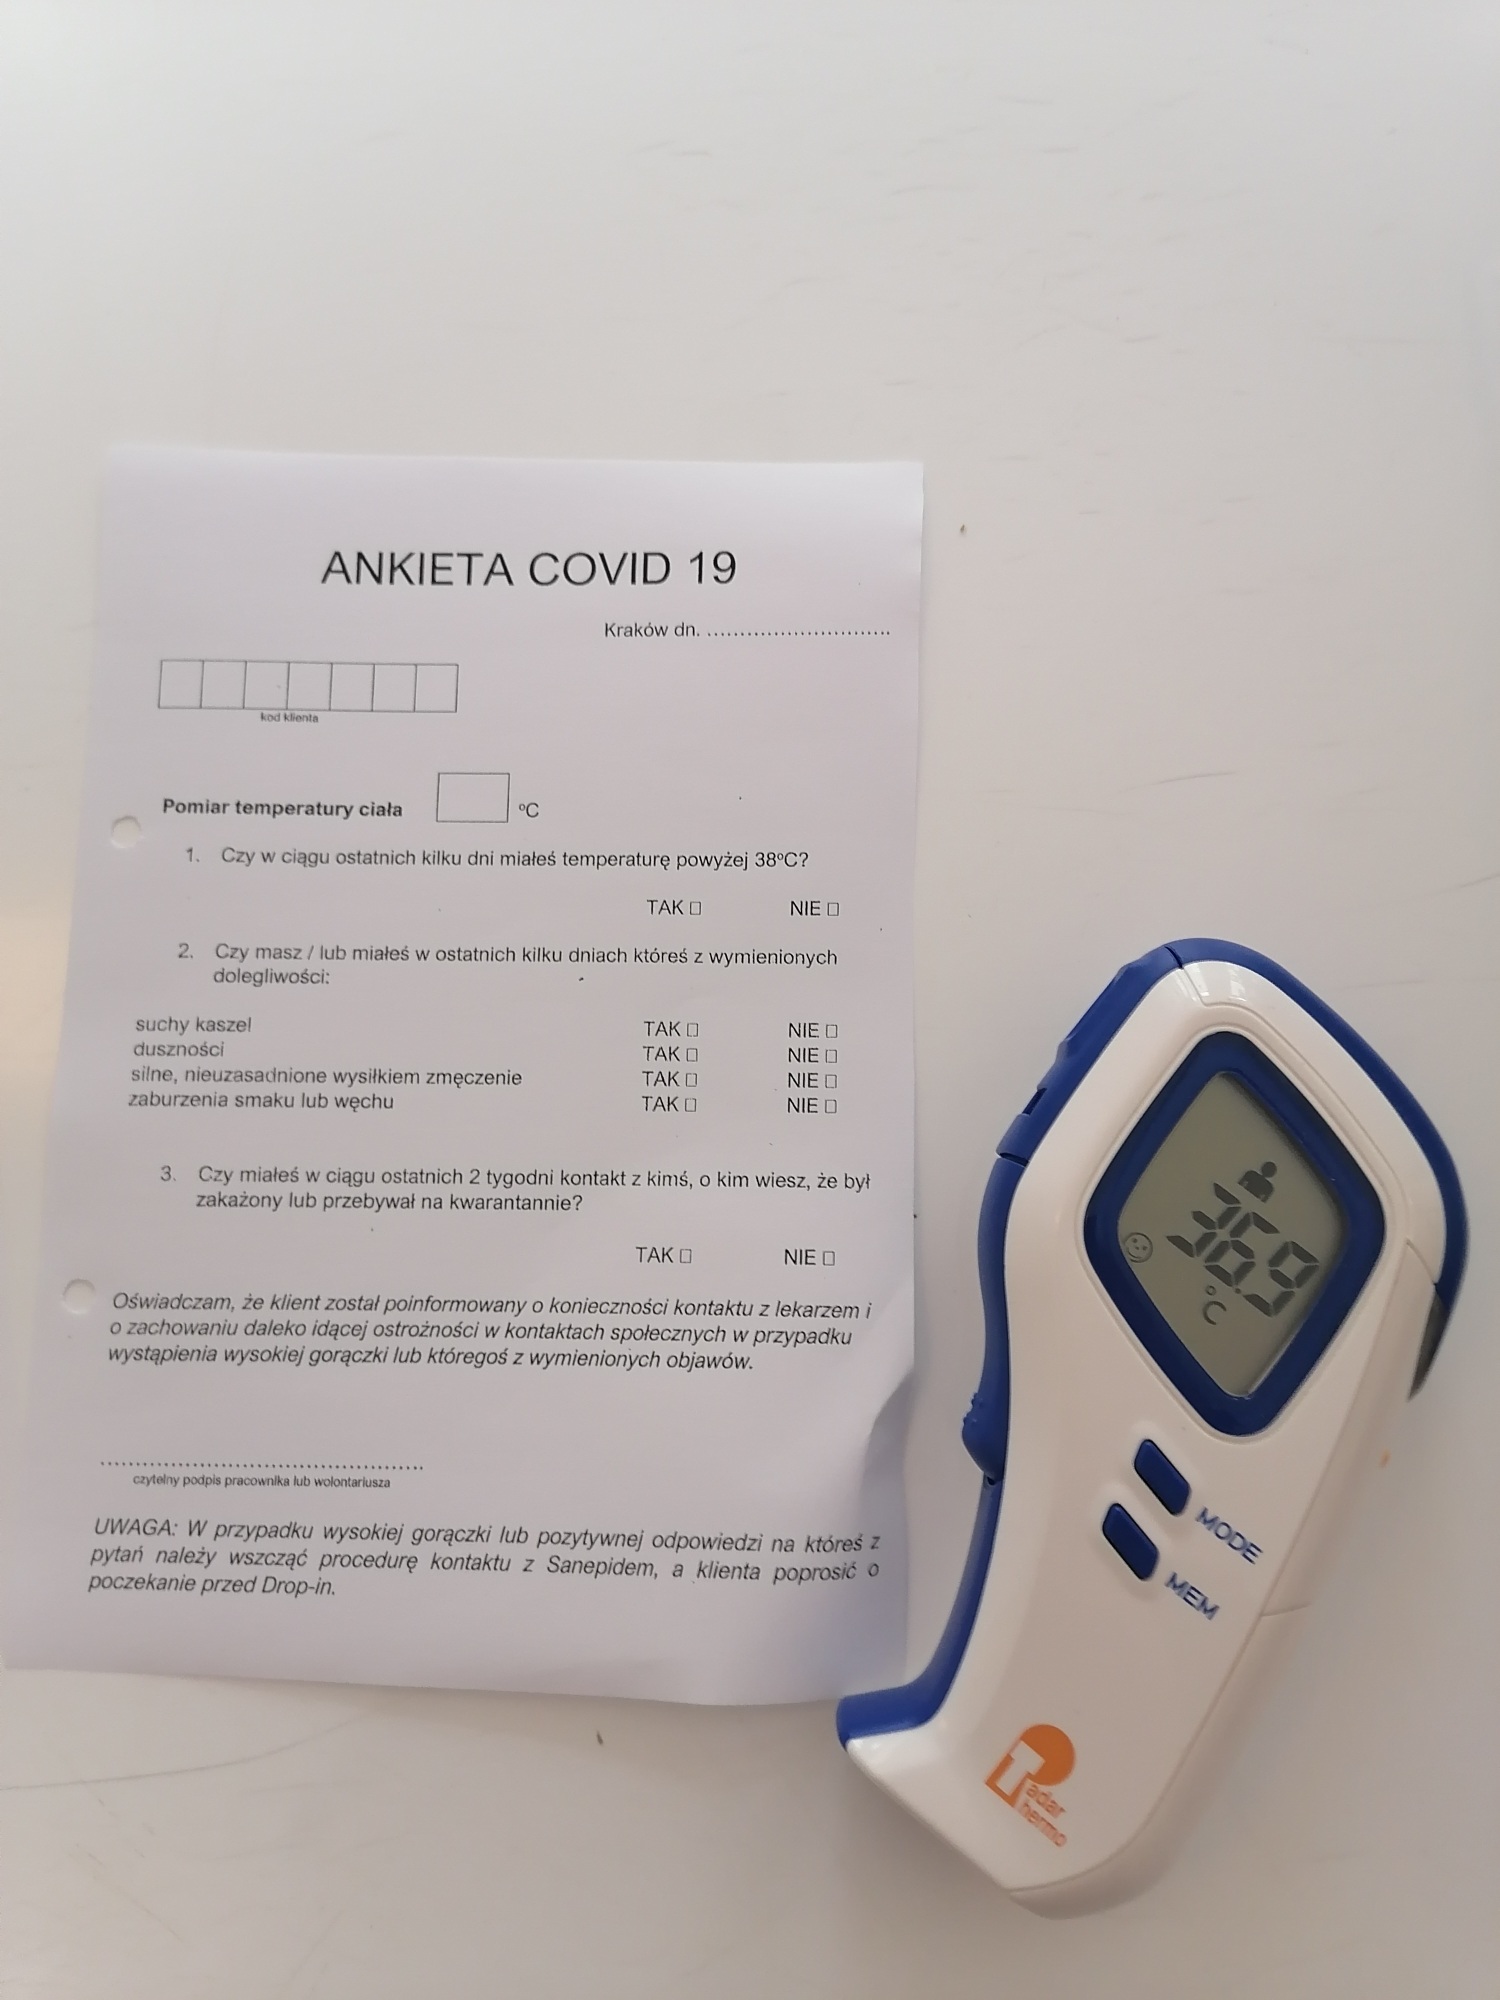 ANKIETA COVID 19
Kraków dn. ............................
kod klienta
Pomiar temperatury ciała ºC
1. Czy w ciągu ostatnich kilku dni miałeś temperaturę powyżej 38ºC?
TAK □ NIE □
2. Czy masz / lub miałeś w ostatnich kilku dniach któreś z wymienionych
dolegliwości:
suchy kaszel TAK □ NIE □
duszności TAK □ NIE □
silne, nieuzasadnione wysiłkiem zmęczenie TAK □ NIE □
zaburzenia smaku lub węchu TAK □ NIE □
3. Czy miałeś w ciągu ostatnich 2 tygodni kontakt z kimś, o kim wiesz, że był
zakażony lub przebywał na kwarantannie?
TAK □ NIE □
Oświadczam, że klient został poinformowany o konieczności kontaktu z lekarzem i
o zachowaniu daleko idącej ostrożności w kontaktach społecznych w przypadku
wystąpienia wysokiej gorączki lub któregoś z wymienionych objawów.
..................................................
czytelny podpis pracownika lub wolontariusza
UWAGA: W przypadku wysokiej gorączki lub pozytywnej odpowiedzi na któreś z
pytań należy wszcząć procedurę kontaktu z Sanepidem, a klienta poprosić o
poczekanie przed Drop-in.
36.9
°C
MODE
MEM
adar
Thermo